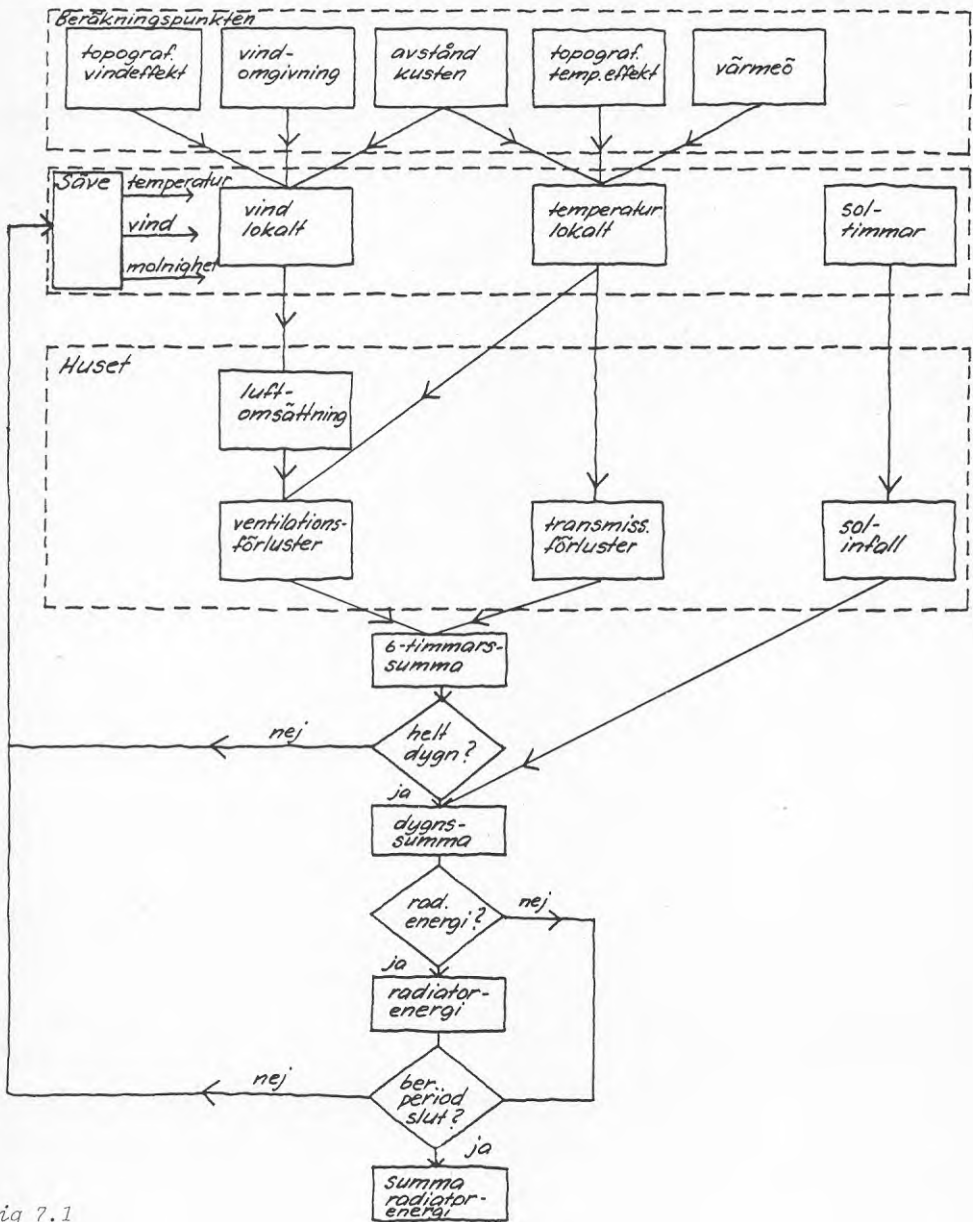 Beräkningspunkten
topograf.
vindeffekt
vind-
omgivning
avstånd
kusten
topograf.
temp.effekt
värmeö
Säve
temperatur
vind
molnighet
vind
lokalt
temperatur
lokalt
sol-
timmar
Huset
luft-
omsättning
ventilations-
förluster
transmiss.
förluster
sol-
infall
6-timmars-
summa
helt
dygn?
nej
ja
dygns-
summa
rad.
energi?
nej
ja
radiator-
energi
ber.
period
slut?
nej
ja
summa
radiator-
energi
ig 7.1